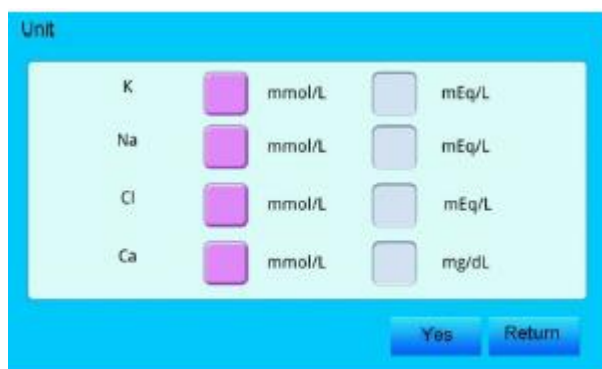 Unit
K mmol/L mEq/L
Na mmol/L mEq/L
Cl mmol/L mEq/L
Ca mmol/L mg/dL
Yes Return